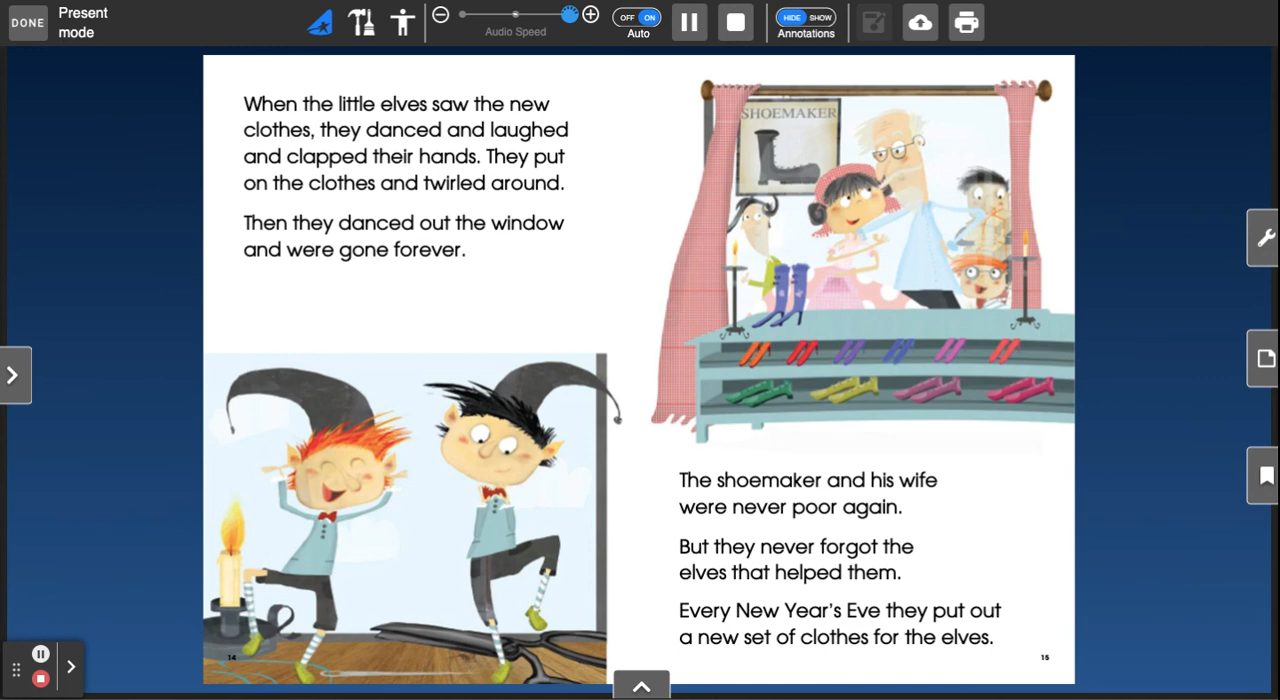 DONE
Present
mode
Audio Speed
OFF ON
Auto
HIDE SHOW
Annotations
When the little elves saw the new
clothes, they danced and laughed
and clapped their hands. They put
on the clothes and twirled around.
Then they danced out the window
and were gone forever.
14
SHOEMAKER
The shoemaker and his wife
were never poor again.
But they never forgot the
elves that helped them.
Every New Year's Eve they put out
a new set of clothes for the elves.
15